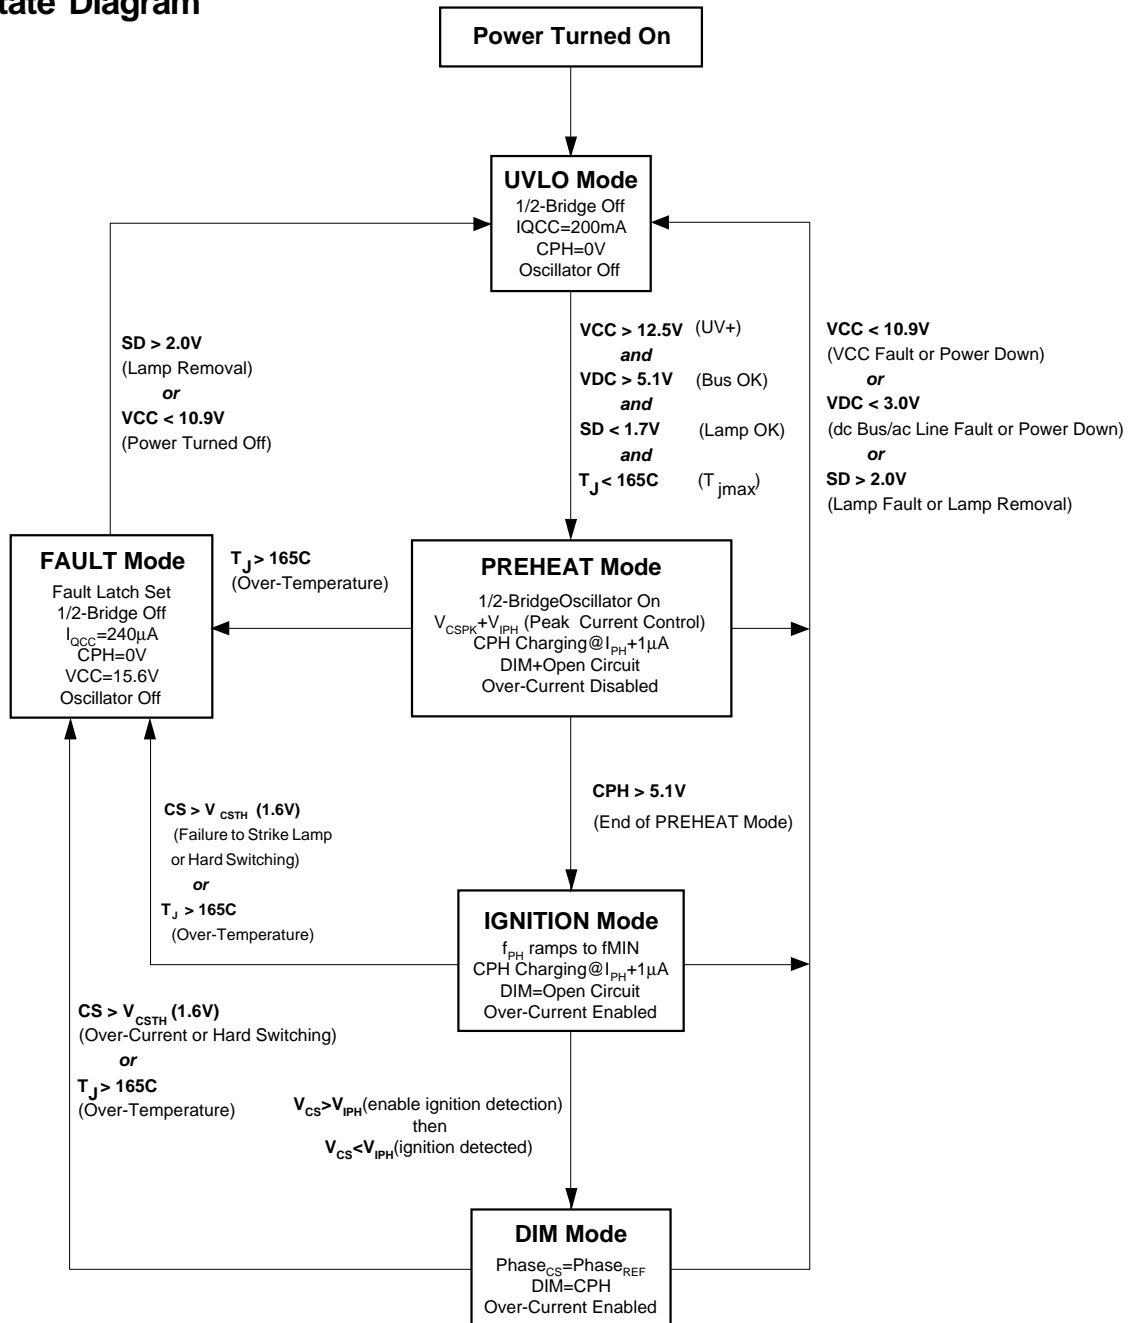 tate Diagram
Power Turned On
UVLO Mode
1/2-Bridge Off
IQCC=200mA
CPH=0V
Oscillator Off
SD > 2.0V
(Lamp Removal)
or
VCC < 10.9V
(Power Turned Off)
VCC > 12.5V (UV+)
and
VDC > 5.1V (Bus OK)
and
SD < 1.7V (Lamp OK)
and
TJ < 165C (Tjmax)
VCC < 10.9V
(VCC Fault or Power Down)
or
VDC < 3.0V
(dc Bus/ac Line Fault or Power Down)
or
SD > 2.0V
(Lamp Fault or Lamp Removal)
FAULT Mode
Fault Latch Set
1/2-Bridge Off
IQCC=240µA
CPH=0V
VCC=15.6V
Oscillator Off
TJ > 165C
(Over-Temperature)
PREHEAT Mode
1/2-BridgeOscillator On
VCSPK+VIPH (Peak Current Control)
CPH Charging@IPH+1µA
DIM+Open Circuit
Over-Current Disabled
CPH > 5.1V
(End of PREHEAT Mode)
CS > VCSTH (1.6V)
(Failure to Strike Lamp
or Hard Switching)
or
TJ > 165C
(Over-Temperature)
IGNITION Mode
fPH ramps to fMIN
CPH Charging@IPH+1µA
DIM=Open Circuit
Over-Current Enabled
CS > VCSTH (1.6V)
(Over-Current or Hard Switching)
or
TJ > 165C
(Over-Temperature)
VCS>VIPH(enable ignition detection)
then
VCS<VIPH(ignition detected)
DIM Mode
PhaseCS=PhaseREF
DIM=CPH
Over-Current Enabled